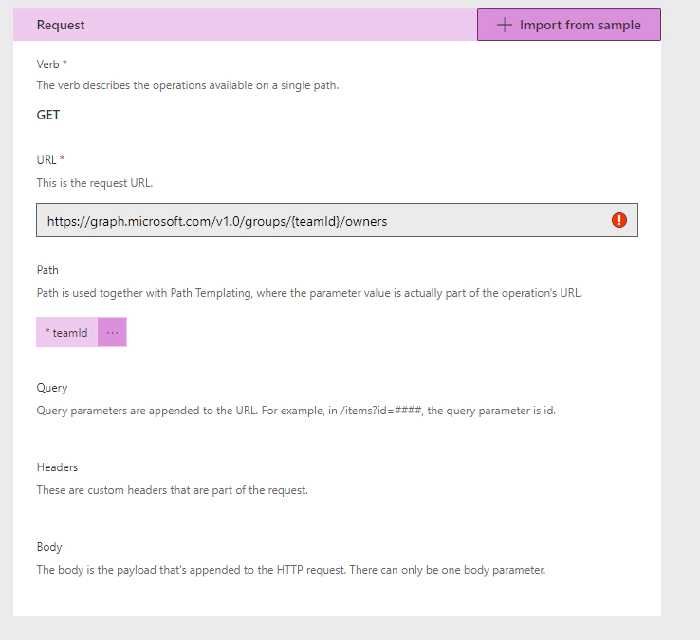 Request
Import from sample
Verb *
The verb describes the operations available on a single path.
GET
URL *
This is the request URL.
https://graph.microsoft.com/v1.0/groups/{teamId}/owners
Path
Path is used together with Path Templating, where the parameter value is actually part of the operation's URL
* teamId ...
Query
Query parameters are appended to the URL. For example, in /items?id=####, the query parameter is id.
Headers
These are custom headers that are part of the request.
Body
The body is the payload that's appended to the HTTP request. There can only be one body parameter.